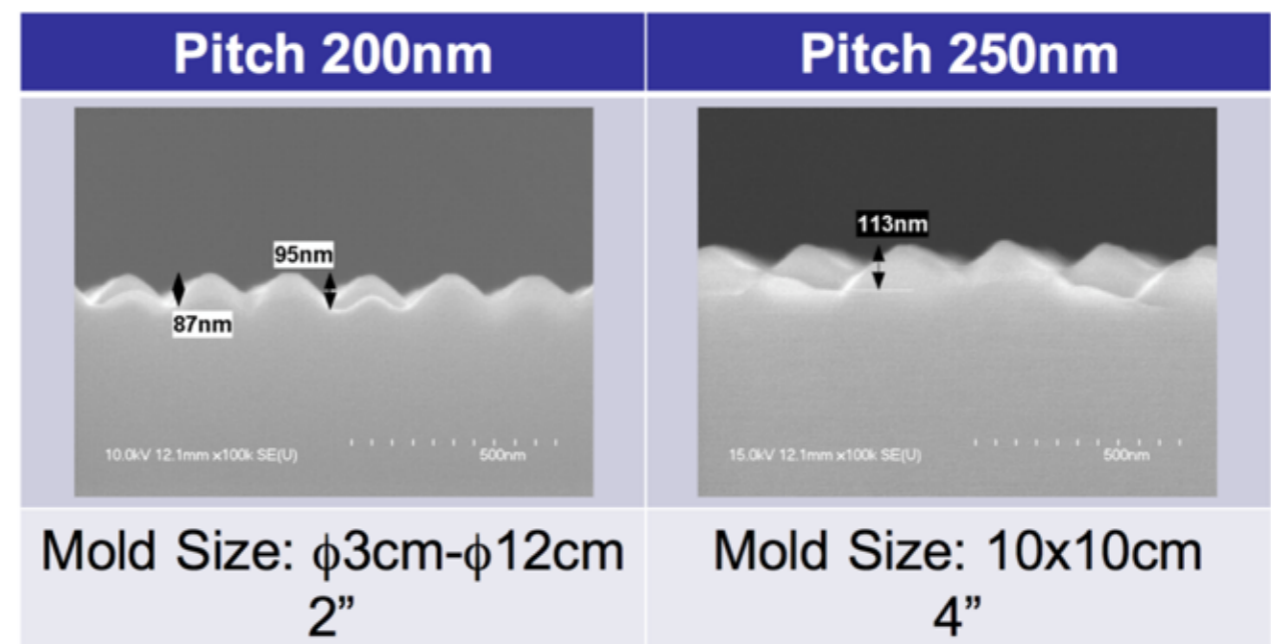 Pitch 200nm
Pitch 250nm
95nm
87nm
10.0kV 12.1mm x100k SE(U)
500nm
113nm
15.0kV 12.1mm x100k SE(U)
500nm
Mold Size: ϕ3cm-ϕ12cm
2”
Mold Size: 10x10cm
4”